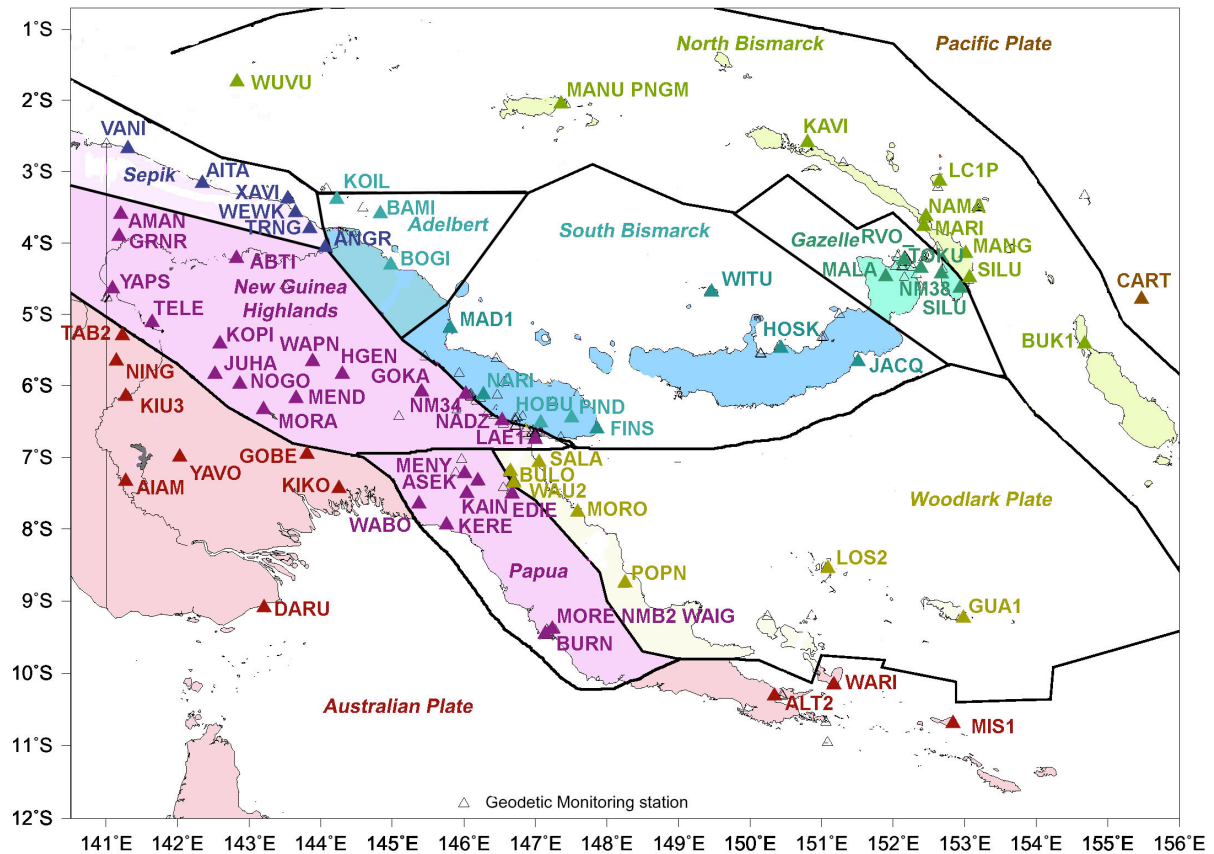 1°S
North Bismarck
Pacific Plate
WUVU
MANU PNGM
2°S
VANI
KAVI
3°S
Sepik
AITA
KOIL
LC1P
XAVI
WEWK
BAMI
NAMA
AMAN
TRNG
Adelbert
South Bismarck
Gazelle
RVO_
MARI
4°S
GRNR
ANGR
BOGI
TOKU
MANG
ABTI
MALA
SILU
YAPS
New Guinea
Highlands
WITU
NM38
CART
SILU
5°S
TELE
MAD1
TAB2
KOPI
WAPN
HOSK
BUK1
NING
JUHA
HGEN
JACQ
6°S
KIU3
NOGO
GOKA
NARI
MEND
NM34
HOBU
PIND
MORA
NADZ
FINS
LAE1
7°S
GOBE
MENY
SALA
YAVO
ASEK
BULO
AIAM
KIKO
WAU2
Woodlark Plate
KAIN
EDIE
MORO
8°S
WABO
KERE
LOS2
Papua
POPN
9°S
DARU
MORE NMB2 WAIG
GUA1
BURN
10°S
Australian Plate
WARI
ALT2
MIS1
11°S
Geodetic Monitoring station
12°S
141°E 142°E 143°E 144°E 145°E 146°E 147°E 148°E 149°E 150°E 151°E 152°E 153°E 154°E 155°E 156°E